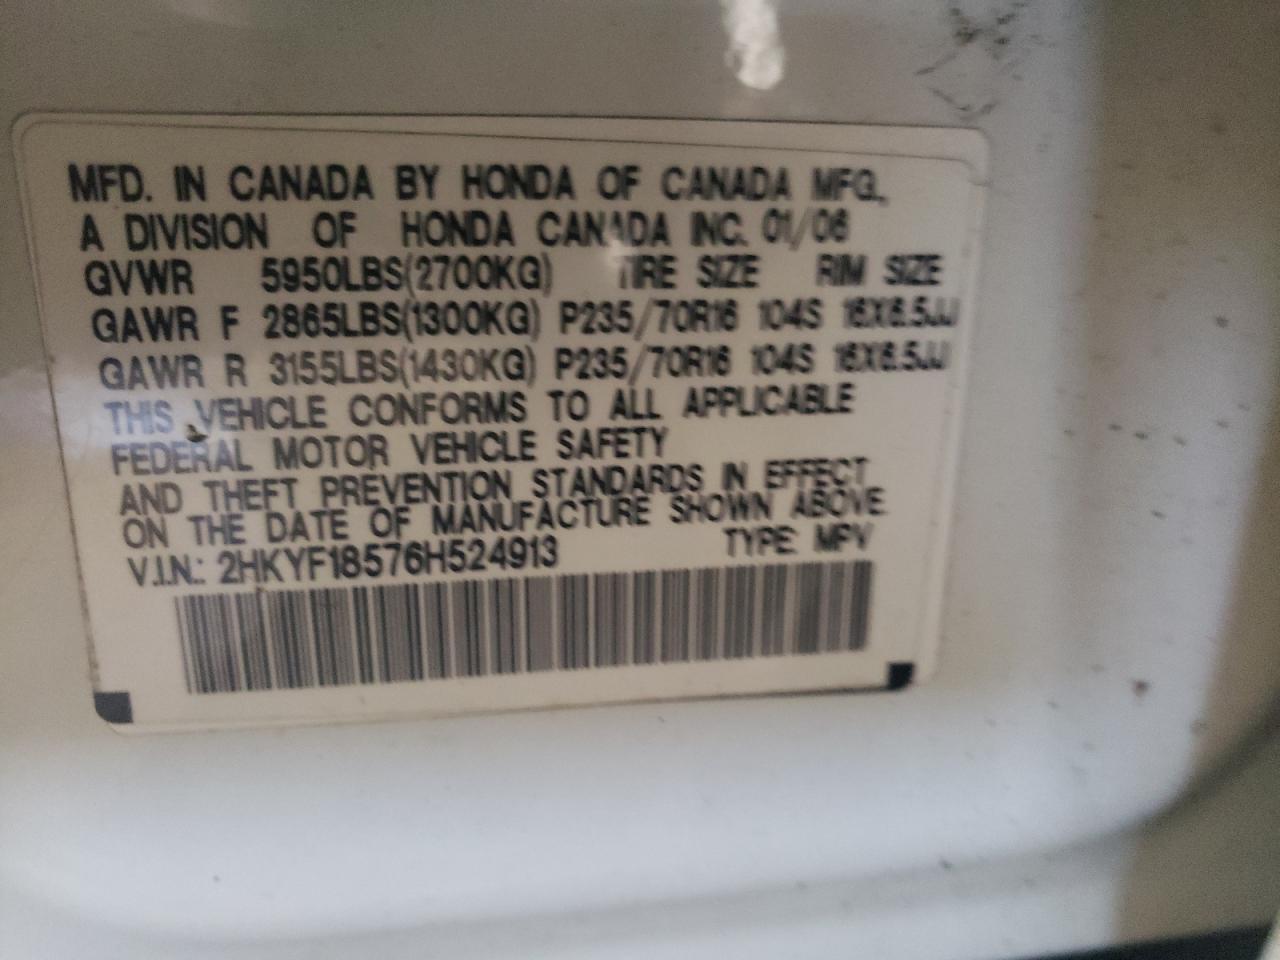 MFD. IN CANADA BY HONDA OF CANADA MFG.,
A DIVISION OF HONDA CANADA INC. 01/06
GVWR 5950LBS(2700KG) TIRE SIZE RIM SIZE
GAWR F 2865LBS(1300KG) P235/70R16 104S 16X6.5JJ
GAWR R 3155LBS(1430KG) P235/70R16 104S 16X6.5JJ
THIS VEHICLE CONFORMS TO ALL APPLICABLE
FEDERAL MOTOR VEHICLE SAFETY
AND THEFT PREVENTION STANDARDS IN EFFECT
ON THE DATE OF MANUFACTURE SHOWN ABOVE
V.I.N.: 2HKYF18576H524913 TYPE: MPV